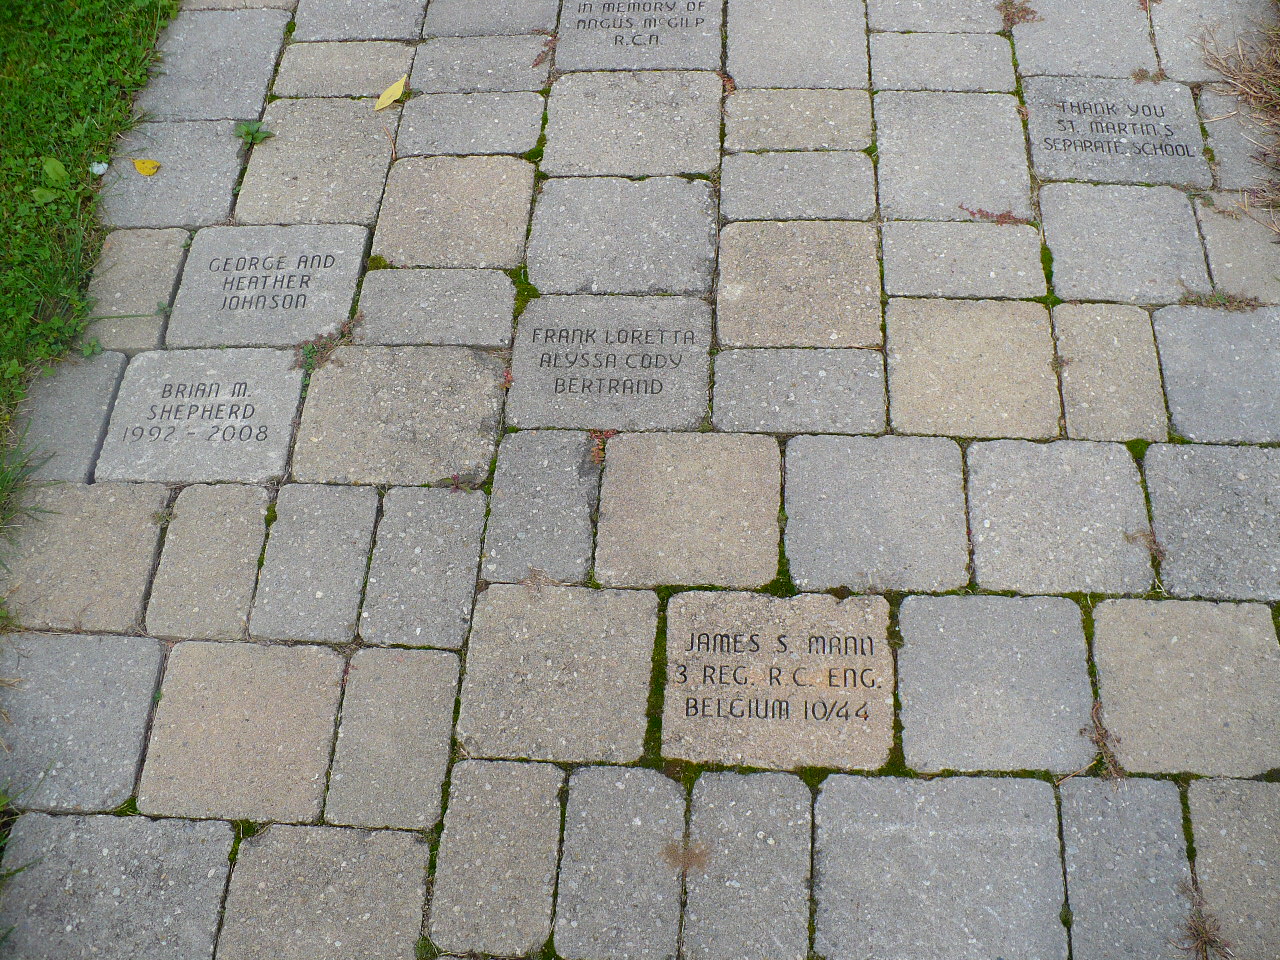 IN MEMORY OF
ANGUS McGILP
R.C.N.
THANK YOU
ST. MARTIN'S
SEPARATE SCHOOL
GEORGE AND
HEATHER
JOHNSON
FRANK LORETTA
ALYSSA CODY
BERTRAND
BRIAN M.
SHEPHERD
1992 - 2008
JAMES S. MANN
3 REG. R.C. ENG.
BELGIUM 10/44